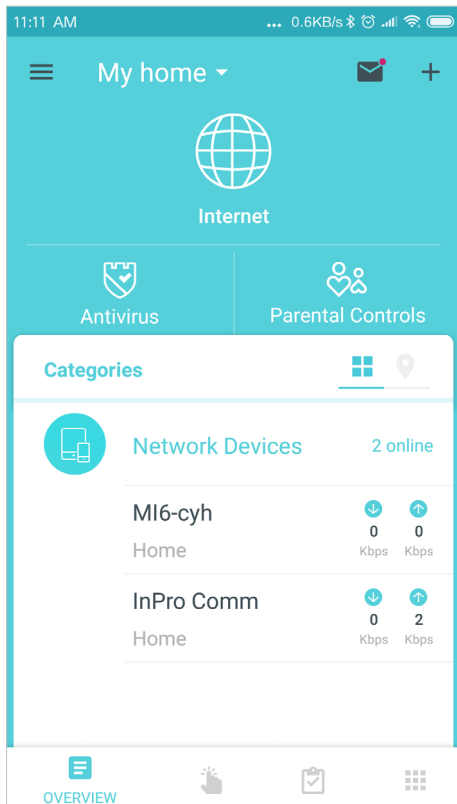 11:11 AM ... 0.6KB/s
My home
Internet
Antivirus Parental Controls
Categories
Network Devices 2 online
MI6-cyh 0 0
Home Kbps Kbps
InPro Comm 0 2
Home Kbps Kbps
OVERVIEW